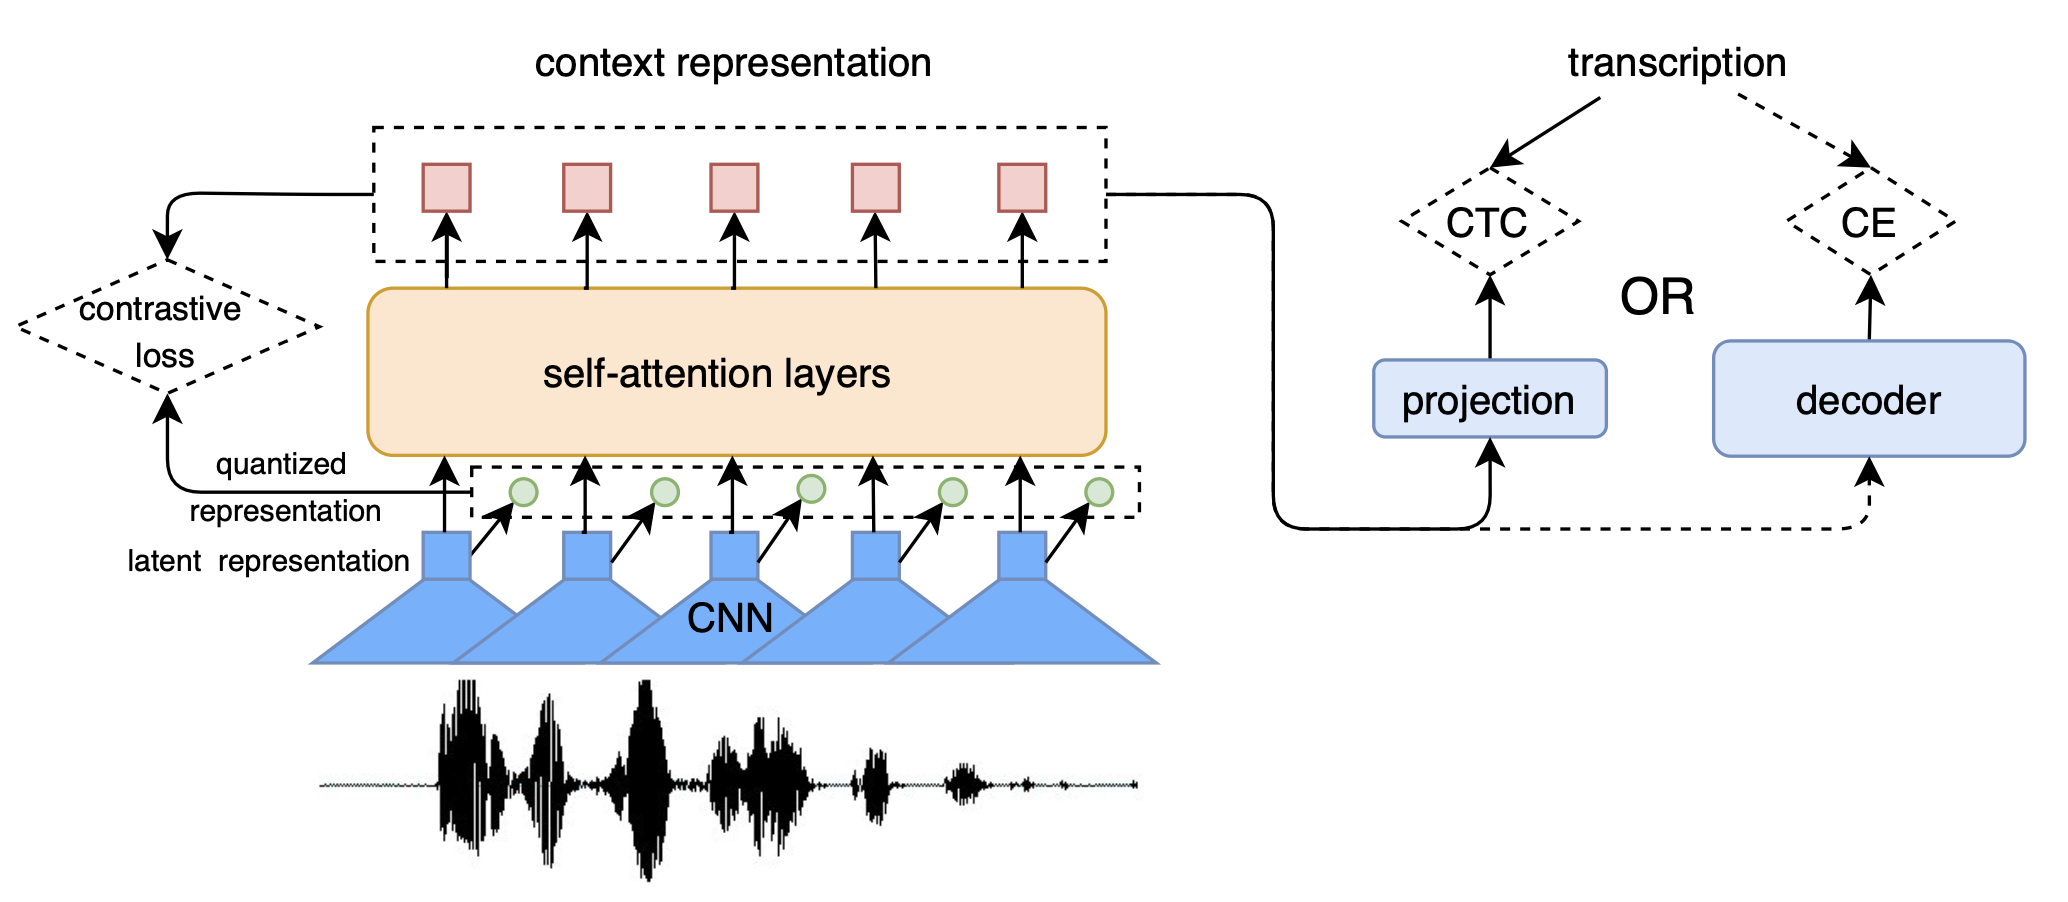 context representation
transcription
CTC
CE
OR
contrastive
loss
self-attention layers
projection
decoder
quantized
representation
latent representation
CNN